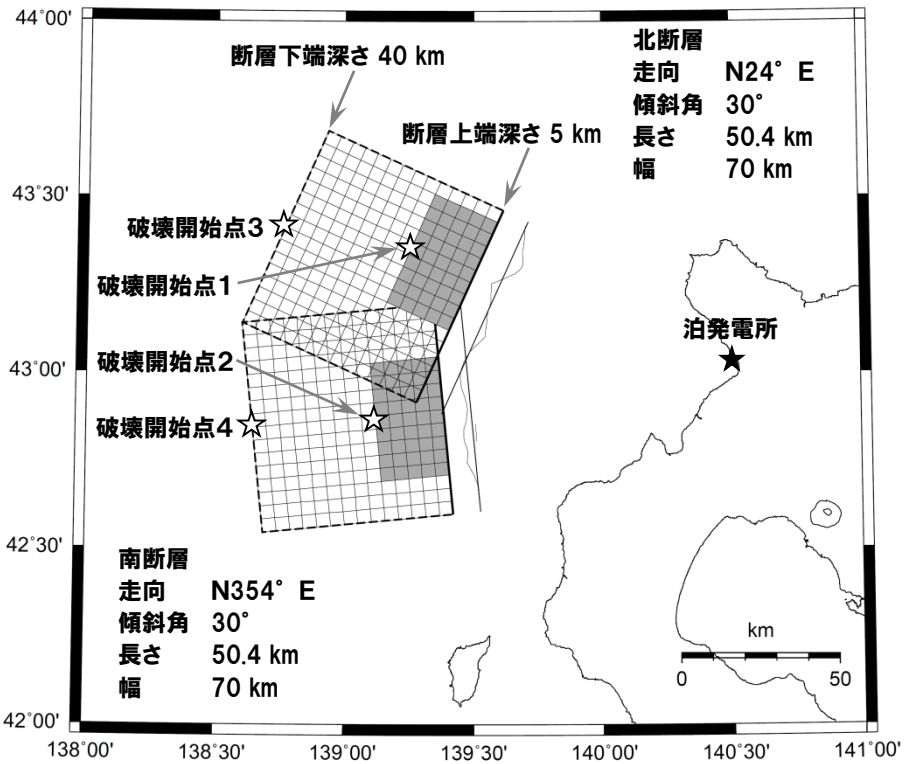 44°00'
断層下端深さ 40 km
北断層
走向 N24° E
傾斜角 30°
長さ 50.4 km
幅 70 km
断層上端深さ 5 km
43°30'
破壊開始点3
破壊開始点1
泊発電所
43°00'
破壊開始点2
破壊開始点4
42°30'
南断層
走向 N354° E
傾斜角 30°
長さ 50.4 km
幅 70 km
km
0 50
42°00'
138°00' 138°30' 139°00' 139°30' 140°00' 140°30' 141°00'